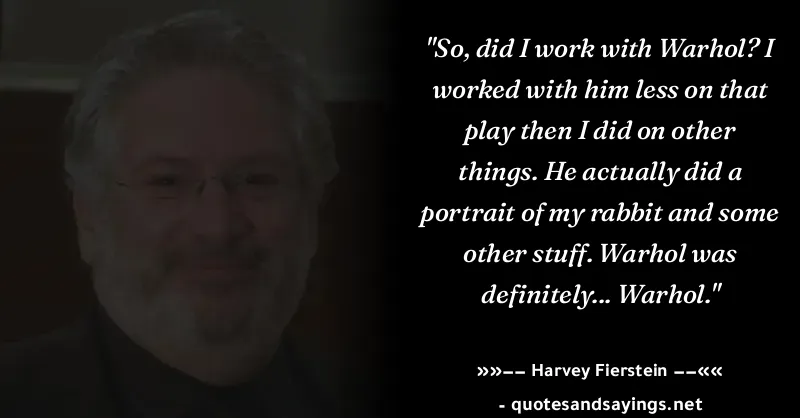 "So, did I work with Warhol? I
worked with him less on that
play then I did on other
things. He actually did a
portrait of my rabbit and some
other stuff. Warhol was
definitely... Warhol."
»»–– Harvey Fierstein ––««
- quotesandsayings.net